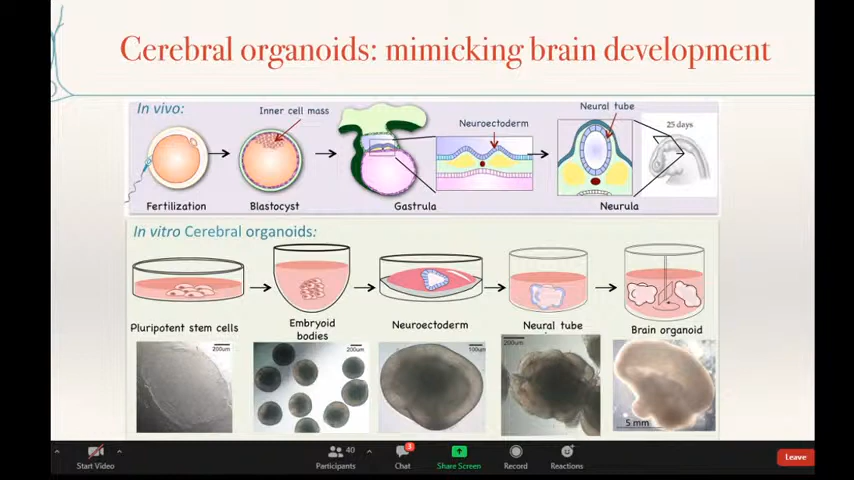 Cerebral organoids: mimicking brain development
In vivo:
Inner cell mass
Neuroectoderm
Neural tube
25 days
Fertilization
Blastocyst
Gastrula
Neurula
In vitro Cerebral organoids:
Pluripotent stem cells
Embryoid
bodies
Neuroectoderm
Neural tube
Brain organoid
200um
200um
100um
200um
5 mm
Start Video
40
Participants
3
Chat
Share Screen
Record
Reactions
Leave